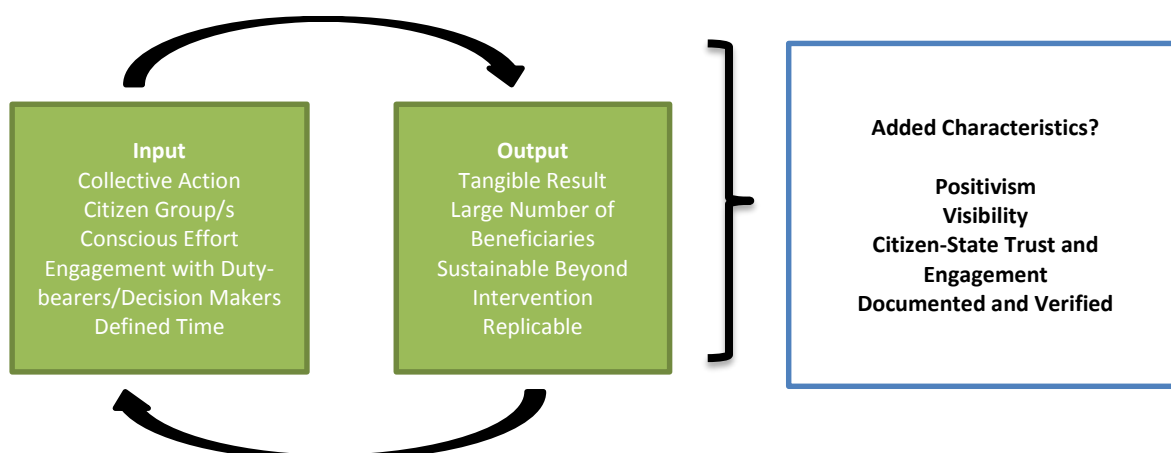 Input
Collective Action
Citizen Group/s
Conscious Effort
Engagement with Duty-
bearers/Decision Makers
Defined Time
Output
Tangible Result
Large Number of
Beneficiaries
Sustainable Beyond
Intervention
Replicable
Added Characteristics?
Positivism
Visibility
Citizen-State Trust and
Engagement
Documented and Verified